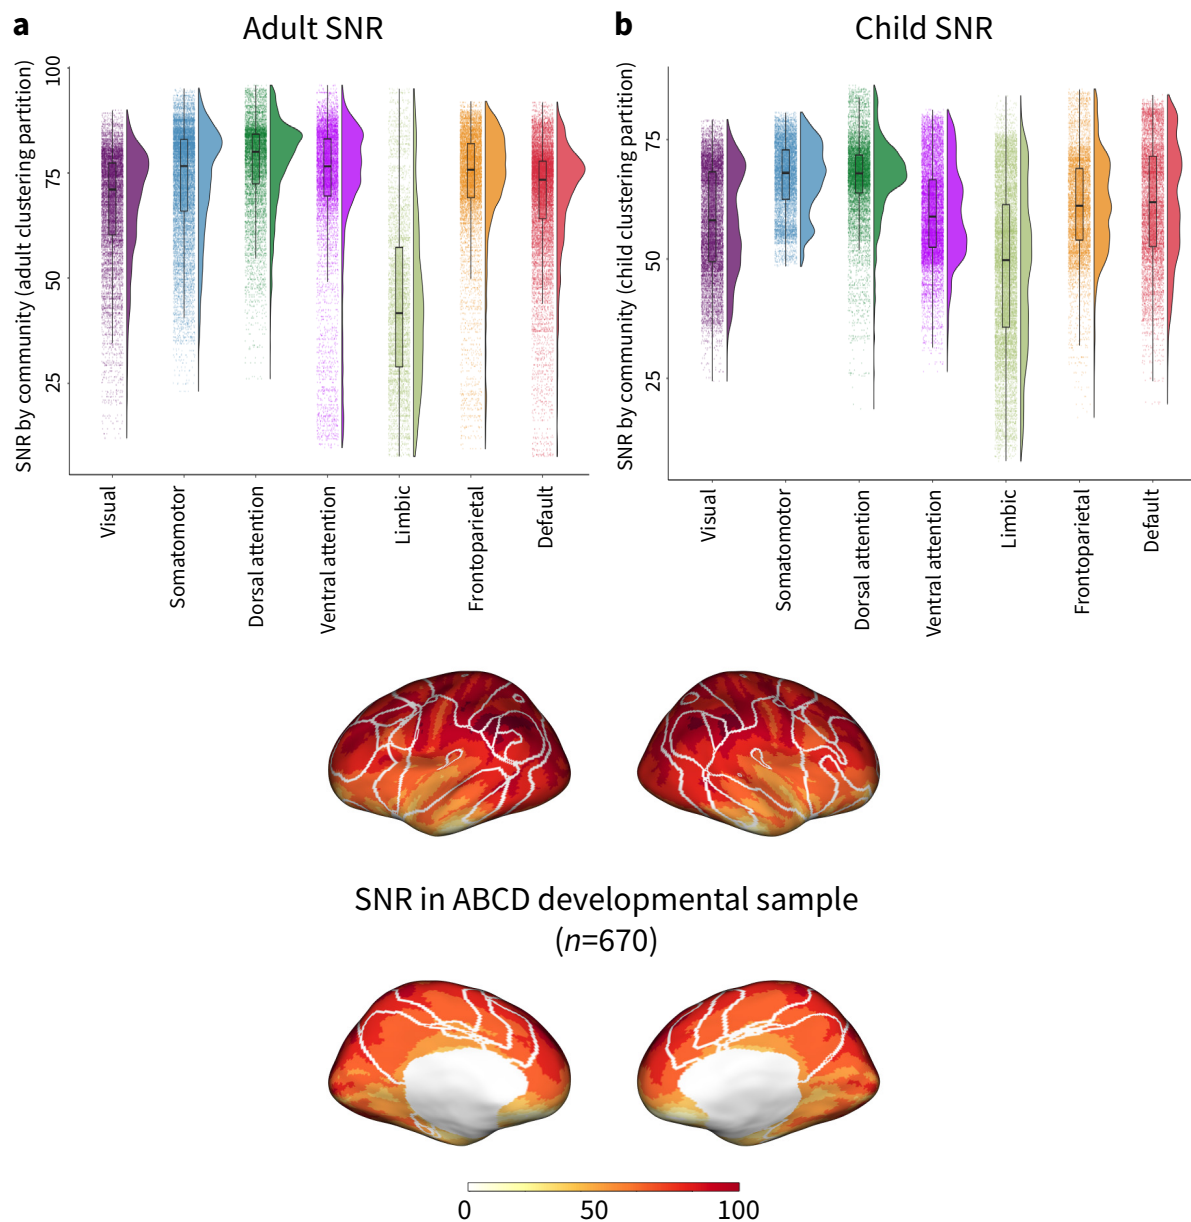 a
Adult SNR
SNR by community (adult clustering partition)
100
75
50
25
Visual
Somatomotor
Dorsal attention
Ventral attention
Limbic
Frontoparietal
Default
b
Child SNR
SNR by community (child clustering partition)
75
50
25
Visual
Somatomotor
Dorsal attention
Ventral attention
Limbic
Frontoparietal
Default
SNR in ABCD developmental sample
(n=670)
0 50 100